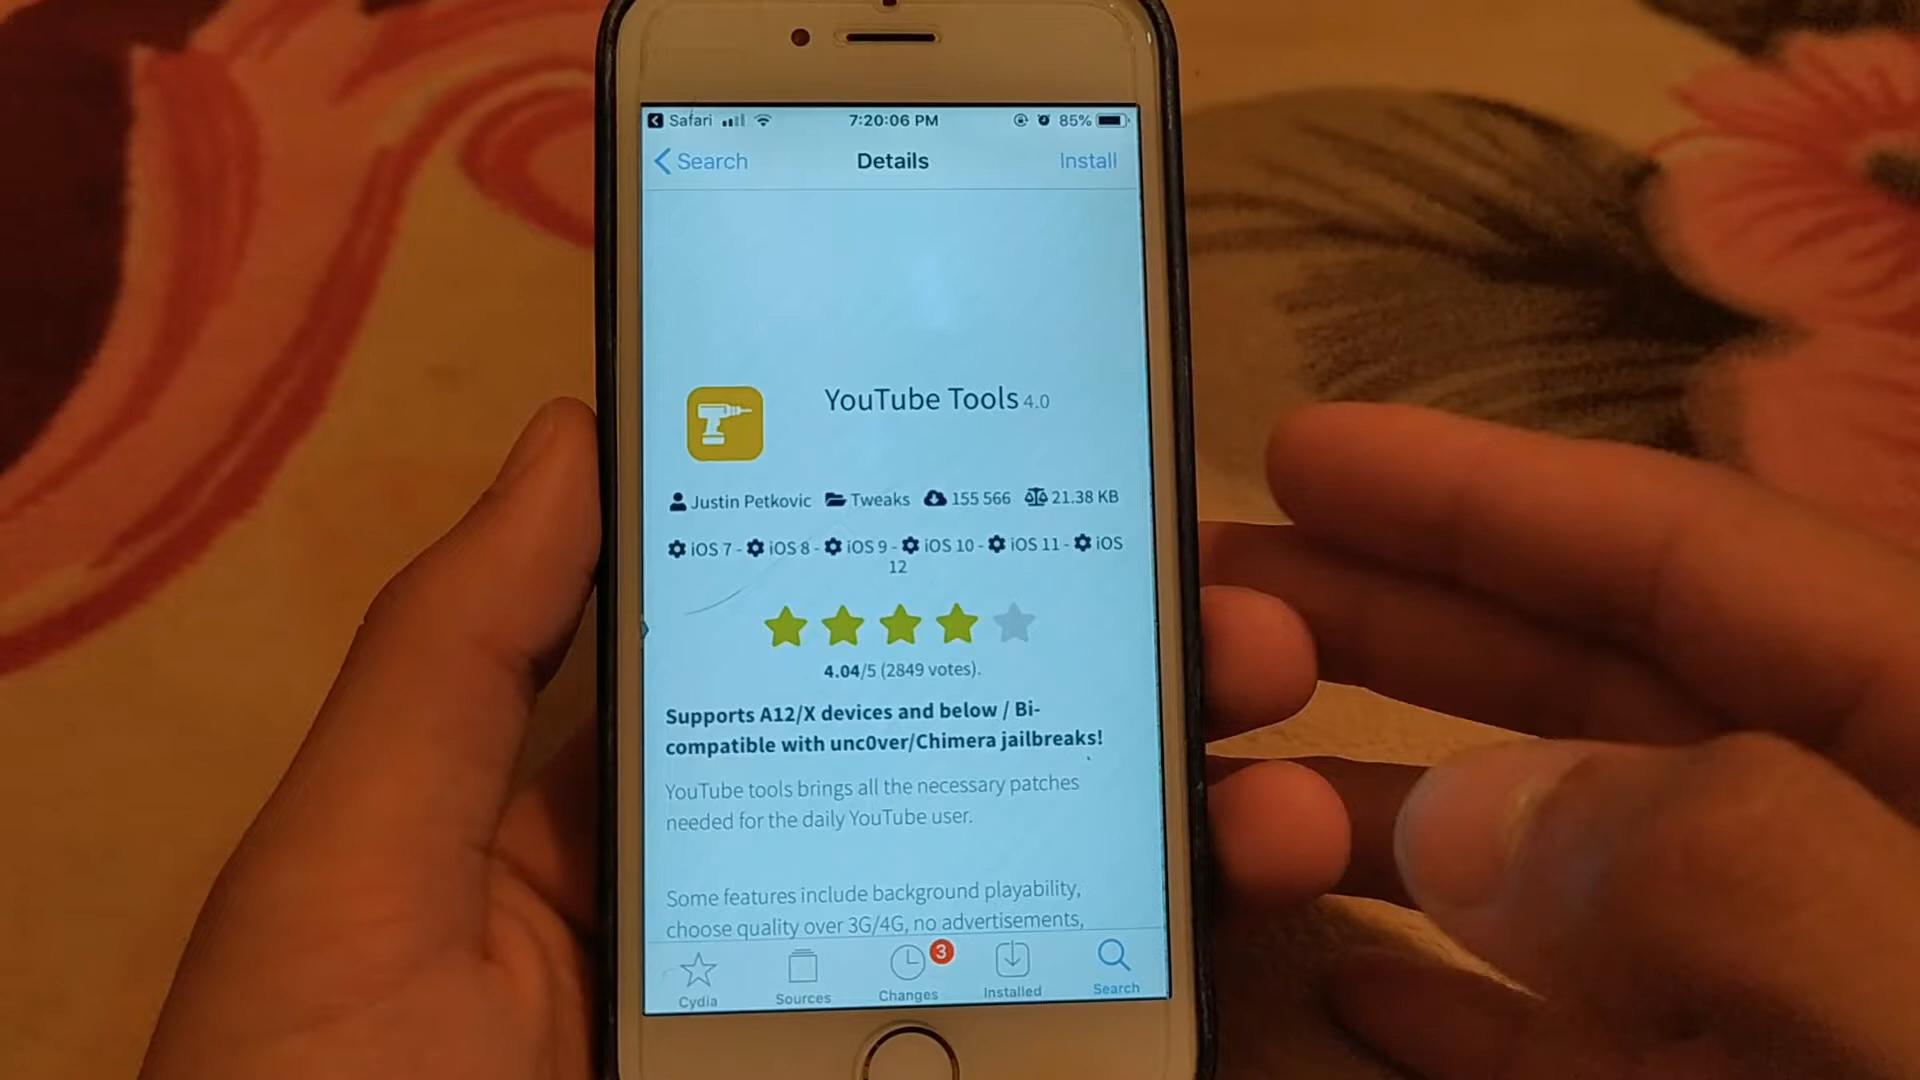 Safari 7:20:06 PM 85%
Search Details Install
YouTube Tools 4.0
Justin Petkovic Tweaks 155 566 21.38 KB
iOS 7 - iOS 8 - iOS 9 - iOS 10 - iOS 11 - iOS
12
4.04/5 (2849 votes).
Supports A12/X devices and below / Bi-
compatible with unc0ver/Chimera jailbreaks!
YouTube tools brings all the necessary patches
needed for the daily YouTube user.
Some features include background playability,
choose quality over 3G/4G, no advertisements,
3
Cydia Sources Changes Installed Search